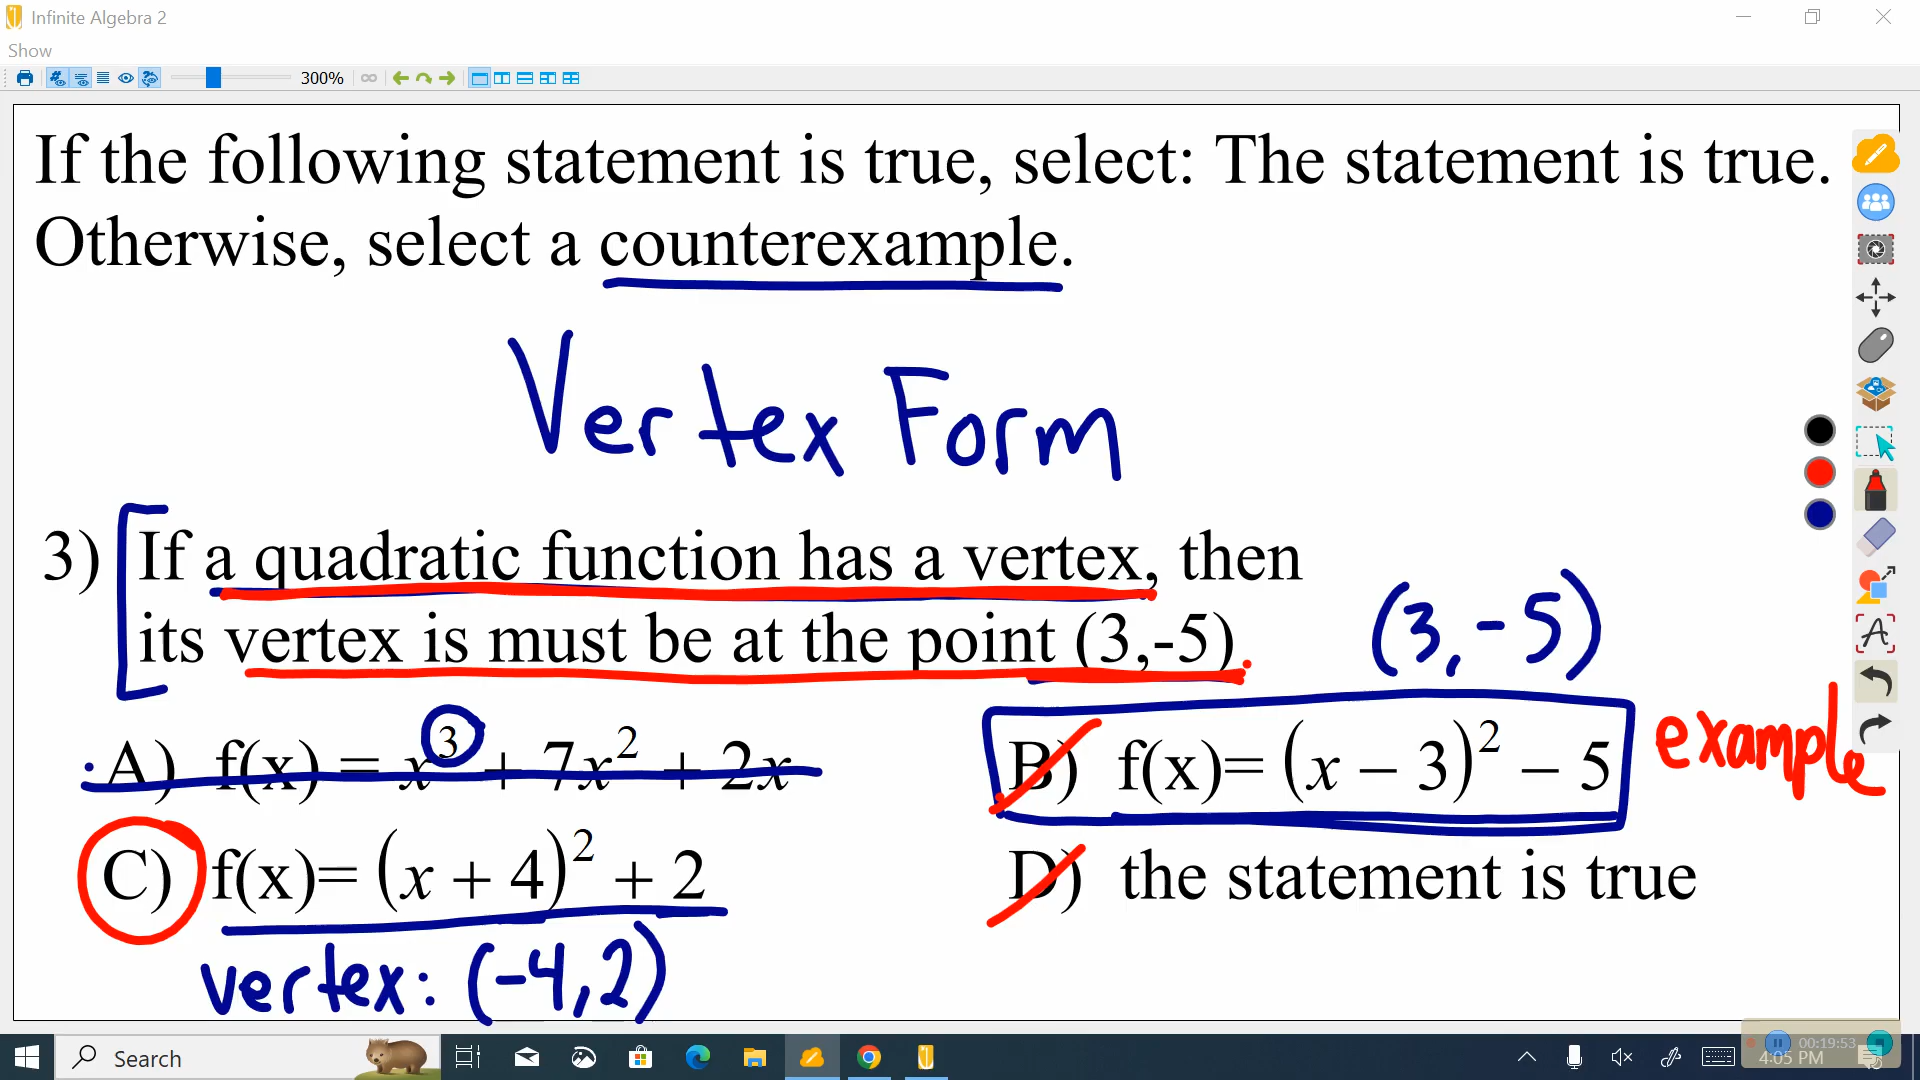 Infinite Algebra 2
Show
300%
If the following statement is true, select: The statement is true.
Otherwise, select a counterexample.
Vertex Form
3) If a quadratic function has a vertex, then
its vertex is must be at the point (3,-5).
(3, -5)
A) f(x) = x³ + 7x² + 2x
B) f(x)= (x − 3)² − 5
example
C) f(x)= (x + 4)² + 2
D) the statement is true
vertex: (-4,2)
Search
00:19:53
4:05 PM